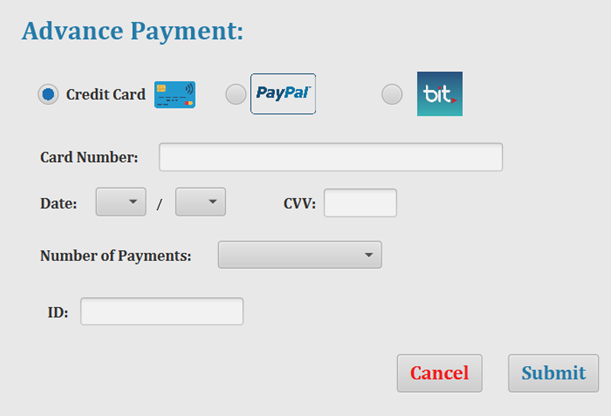 Advance Payment:
Credit Card PayPal bit
Card Number:
Date: / CVV:
Number of Payments:
ID:
Cancel Submit